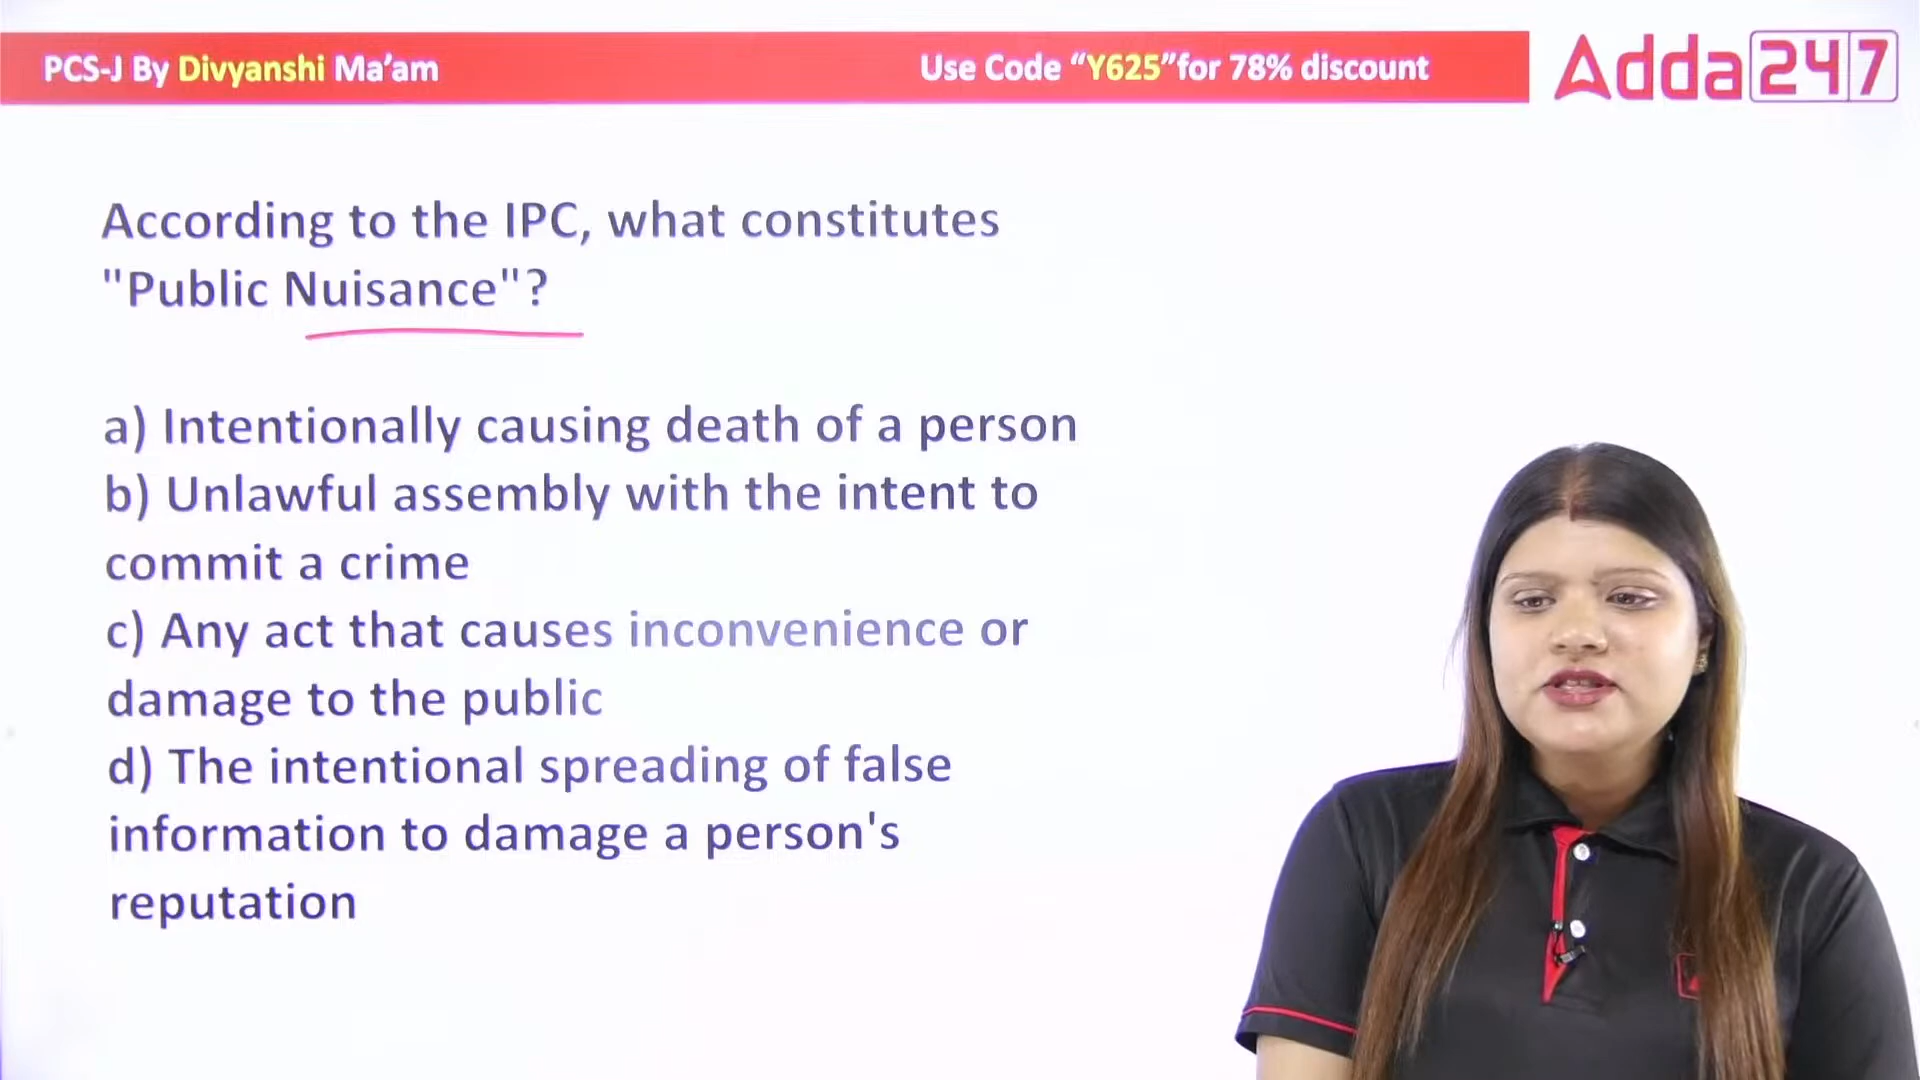 PCS-J By Divyanshi Ma’am
Use Code “Y625”for 78% discount
Adda247
According to the IPC, what constitutes
"Public Nuisance"?
a) Intentionally causing death of a person
b) Unlawful assembly with the intent to
commit a crime
c) Any act that causes inconvenience or
damage to the public
d) The intentional spreading of false
information to damage a person's
reputation